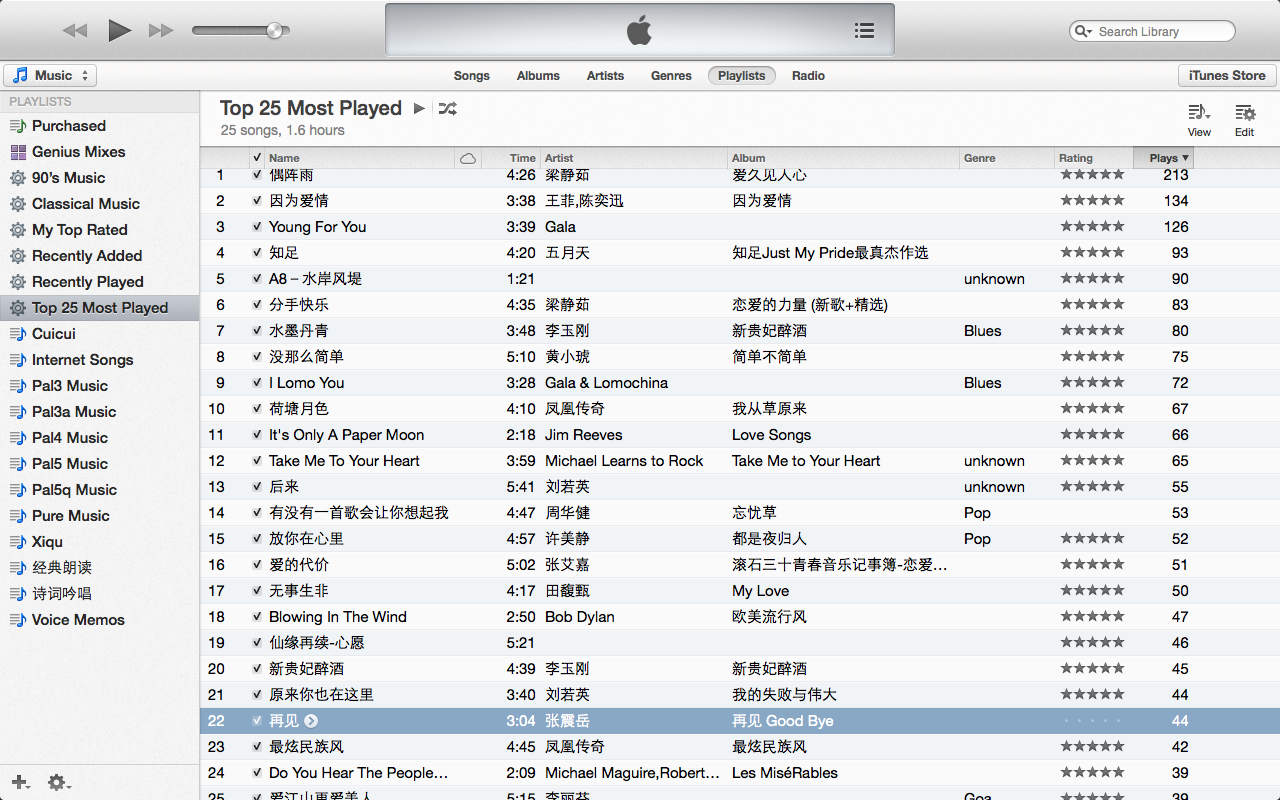 Search Library
Music
Songs Albums Artists Genres Playlists Radio
iTunes Store
PLAYLISTS
Purchased
Genius Mixes
90's Music
Classical Music
My Top Rated
Recently Added
Recently Played
Top 25 Most Played
Cuicui
Internet Songs
Pal3 Music
Pal3a Music
Pal4 Music
Pal5 Music
Pal5q Music
Pure Music
Xiqu
经典朗读
诗词吟唱
Voice Memos
Top 25 Most Played
25 songs, 1.6 hours
View Edit
Name Time Artist Album Genre Rating Plays
1 偶阵雨 4:26 梁静茹 爱久见人心 213
2 因为爱情 3:38 王菲,陈奕迅 因为爱情 134
3 Young For You 3:39 Gala 126
4 知足 4:20 五月天 知足Just My Pride最真杰作选 93
5 A8 – 水岸风堤 1:21 unknown 90
6 分手快乐 4:35 梁静茹 恋爱的力量 (新歌+精选) 83
7 水墨丹青 3:48 李玉刚 新贵妃醉酒 Blues 80
8 没那么简单 5:10 黄小琥 简单不简单 75
9 I Lomo You 3:28 Gala & Lomochina Blues 72
10 荷塘月色 4:10 凤凰传奇 我从草原来 67
11 It's Only A Paper Moon 2:18 Jim Reeves Love Songs 66
12 Take Me To Your Heart 3:59 Michael Learns to Rock Take Me to Your Heart unknown 65
13 后来 5:41 刘若英 unknown 55
14 有没有一首歌会让你想起我 4:47 周华健 忘忧草 Pop 53
15 放你在心里 4:57 许美静 都是夜归人 Pop 52
16 爱的代价 5:02 张艾嘉 滚石三十青春音乐记事簿-恋爱… 51
17 无事生非 4:17 田馥甄 My Love 50
18 Blowing In The Wind 2:50 Bob Dylan 欧美流行风 47
19 仙缘再续-心愿 5:21 46
20 新贵妃醉酒 4:39 李玉刚 新贵妃醉酒 45
21 原来你也在这里 3:40 刘若英 我的失败与伟大 44
22 再见 3:04 张震岳 再见 Good Bye 44
23 最炫民族风 4:45 凤凰传奇 最炫民族风 42
24 Do You Hear The People… 2:09 Michael Maguire,Robert… Les MiséRables 39
25 爱江山更爱美人 5:15 李丽芬 Goa 39